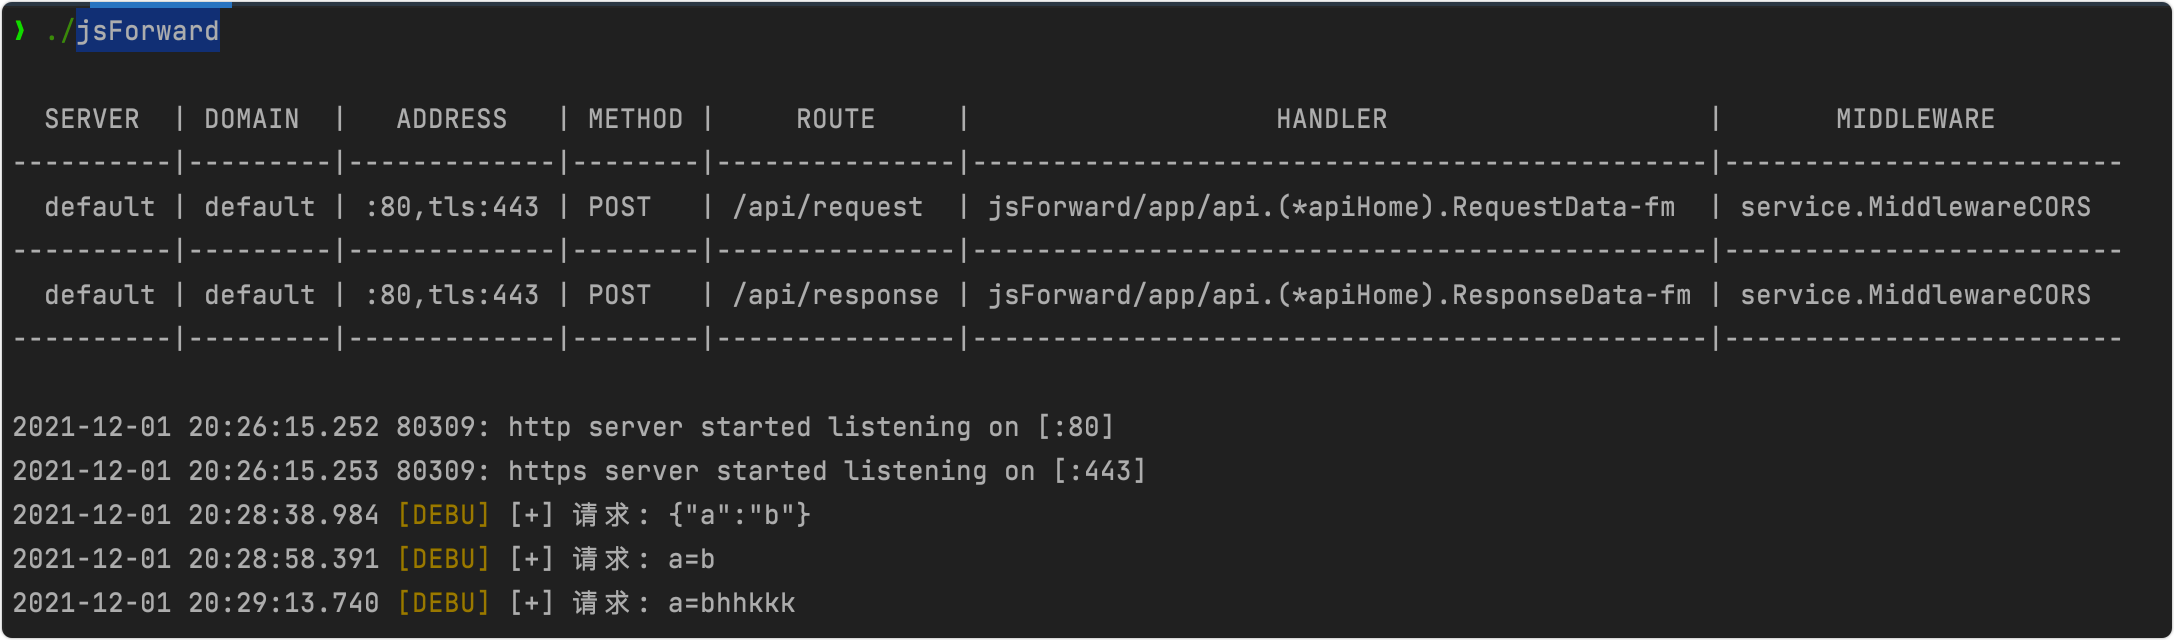 ❯ ./jsForward
  SERVER  | DOMAIN  |   ADDRESS   | METHOD |     ROUTE     |                   HANDLER                    |       MIDDLEWARE
----------|---------|-------------|--------|---------------|----------------------------------------------|-------------------------
  default | default | :80,tls:443 | POST   | /api/request  | jsForward/app/api.(*apiHome).RequestData-fm  | service.MiddlewareCORS
----------|---------|-------------|--------|---------------|----------------------------------------------|-------------------------
  default | default | :80,tls:443 | POST   | /api/response | jsForward/app/api.(*apiHome).ResponseData-fm | service.MiddlewareCORS
----------|---------|-------------|--------|---------------|----------------------------------------------|-------------------------
2021-12-01 20:26:15.252 80309: http server started listening on [:80]
2021-12-01 20:26:15.253 80309: https server started listening on [:443]
2021-12-01 20:28:38.984 [DEBU] [+] 请求: {"a":"b"}
2021-12-01 20:28:58.391 [DEBU] [+] 请求: a=b
2021-12-01 20:29:13.740 [DEBU] [+] 请求: a=bhhkkk